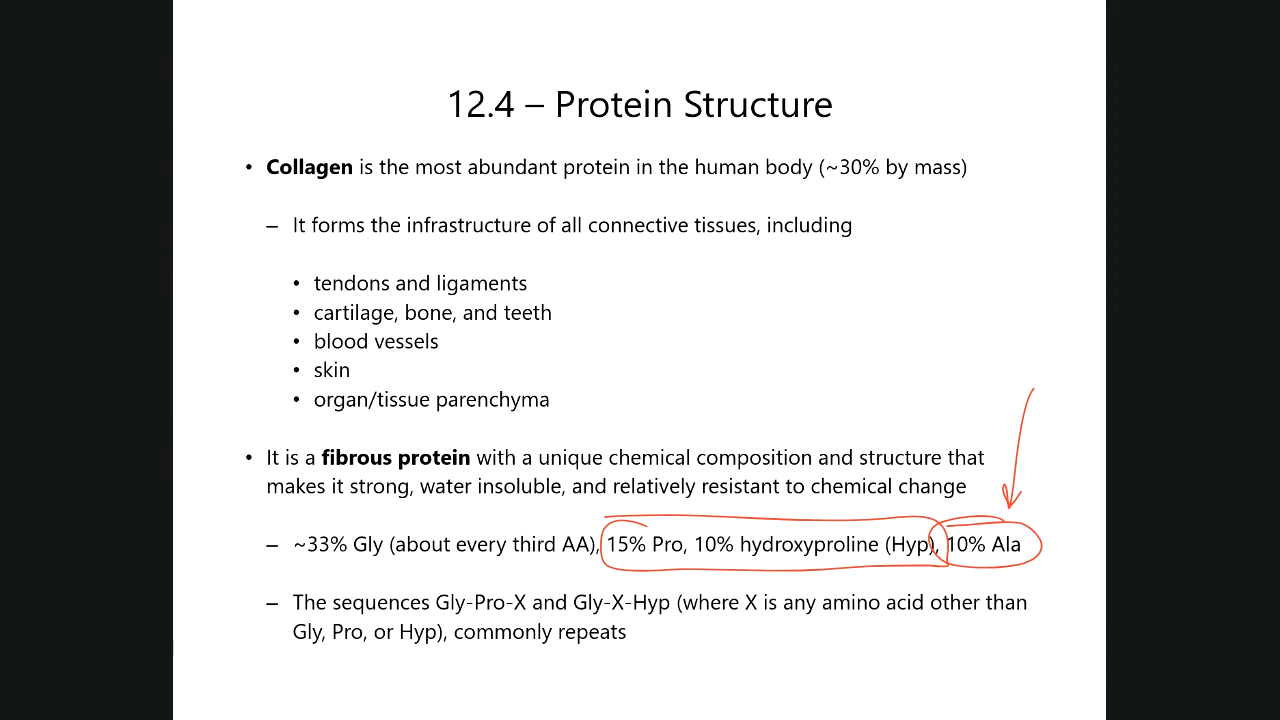 12.4 – Protein Structure
• Collagen is the most abundant protein in the human body (~30% by mass)
– It forms the infrastructure of all connective tissues, including
• tendons and ligaments
• cartilage, bone, and teeth
• blood vessels
• skin
• organ/tissue parenchyma
• It is a fibrous protein with a unique chemical composition and structure that
makes it strong, water insoluble, and relatively resistant to chemical change
– ~33% Gly (about every third AA), 15% Pro, 10% hydroxyproline (Hyp), 10% Ala
– The sequences Gly-Pro-X and Gly-X-Hyp (where X is any amino acid other than
Gly, Pro, or Hyp), commonly repeats